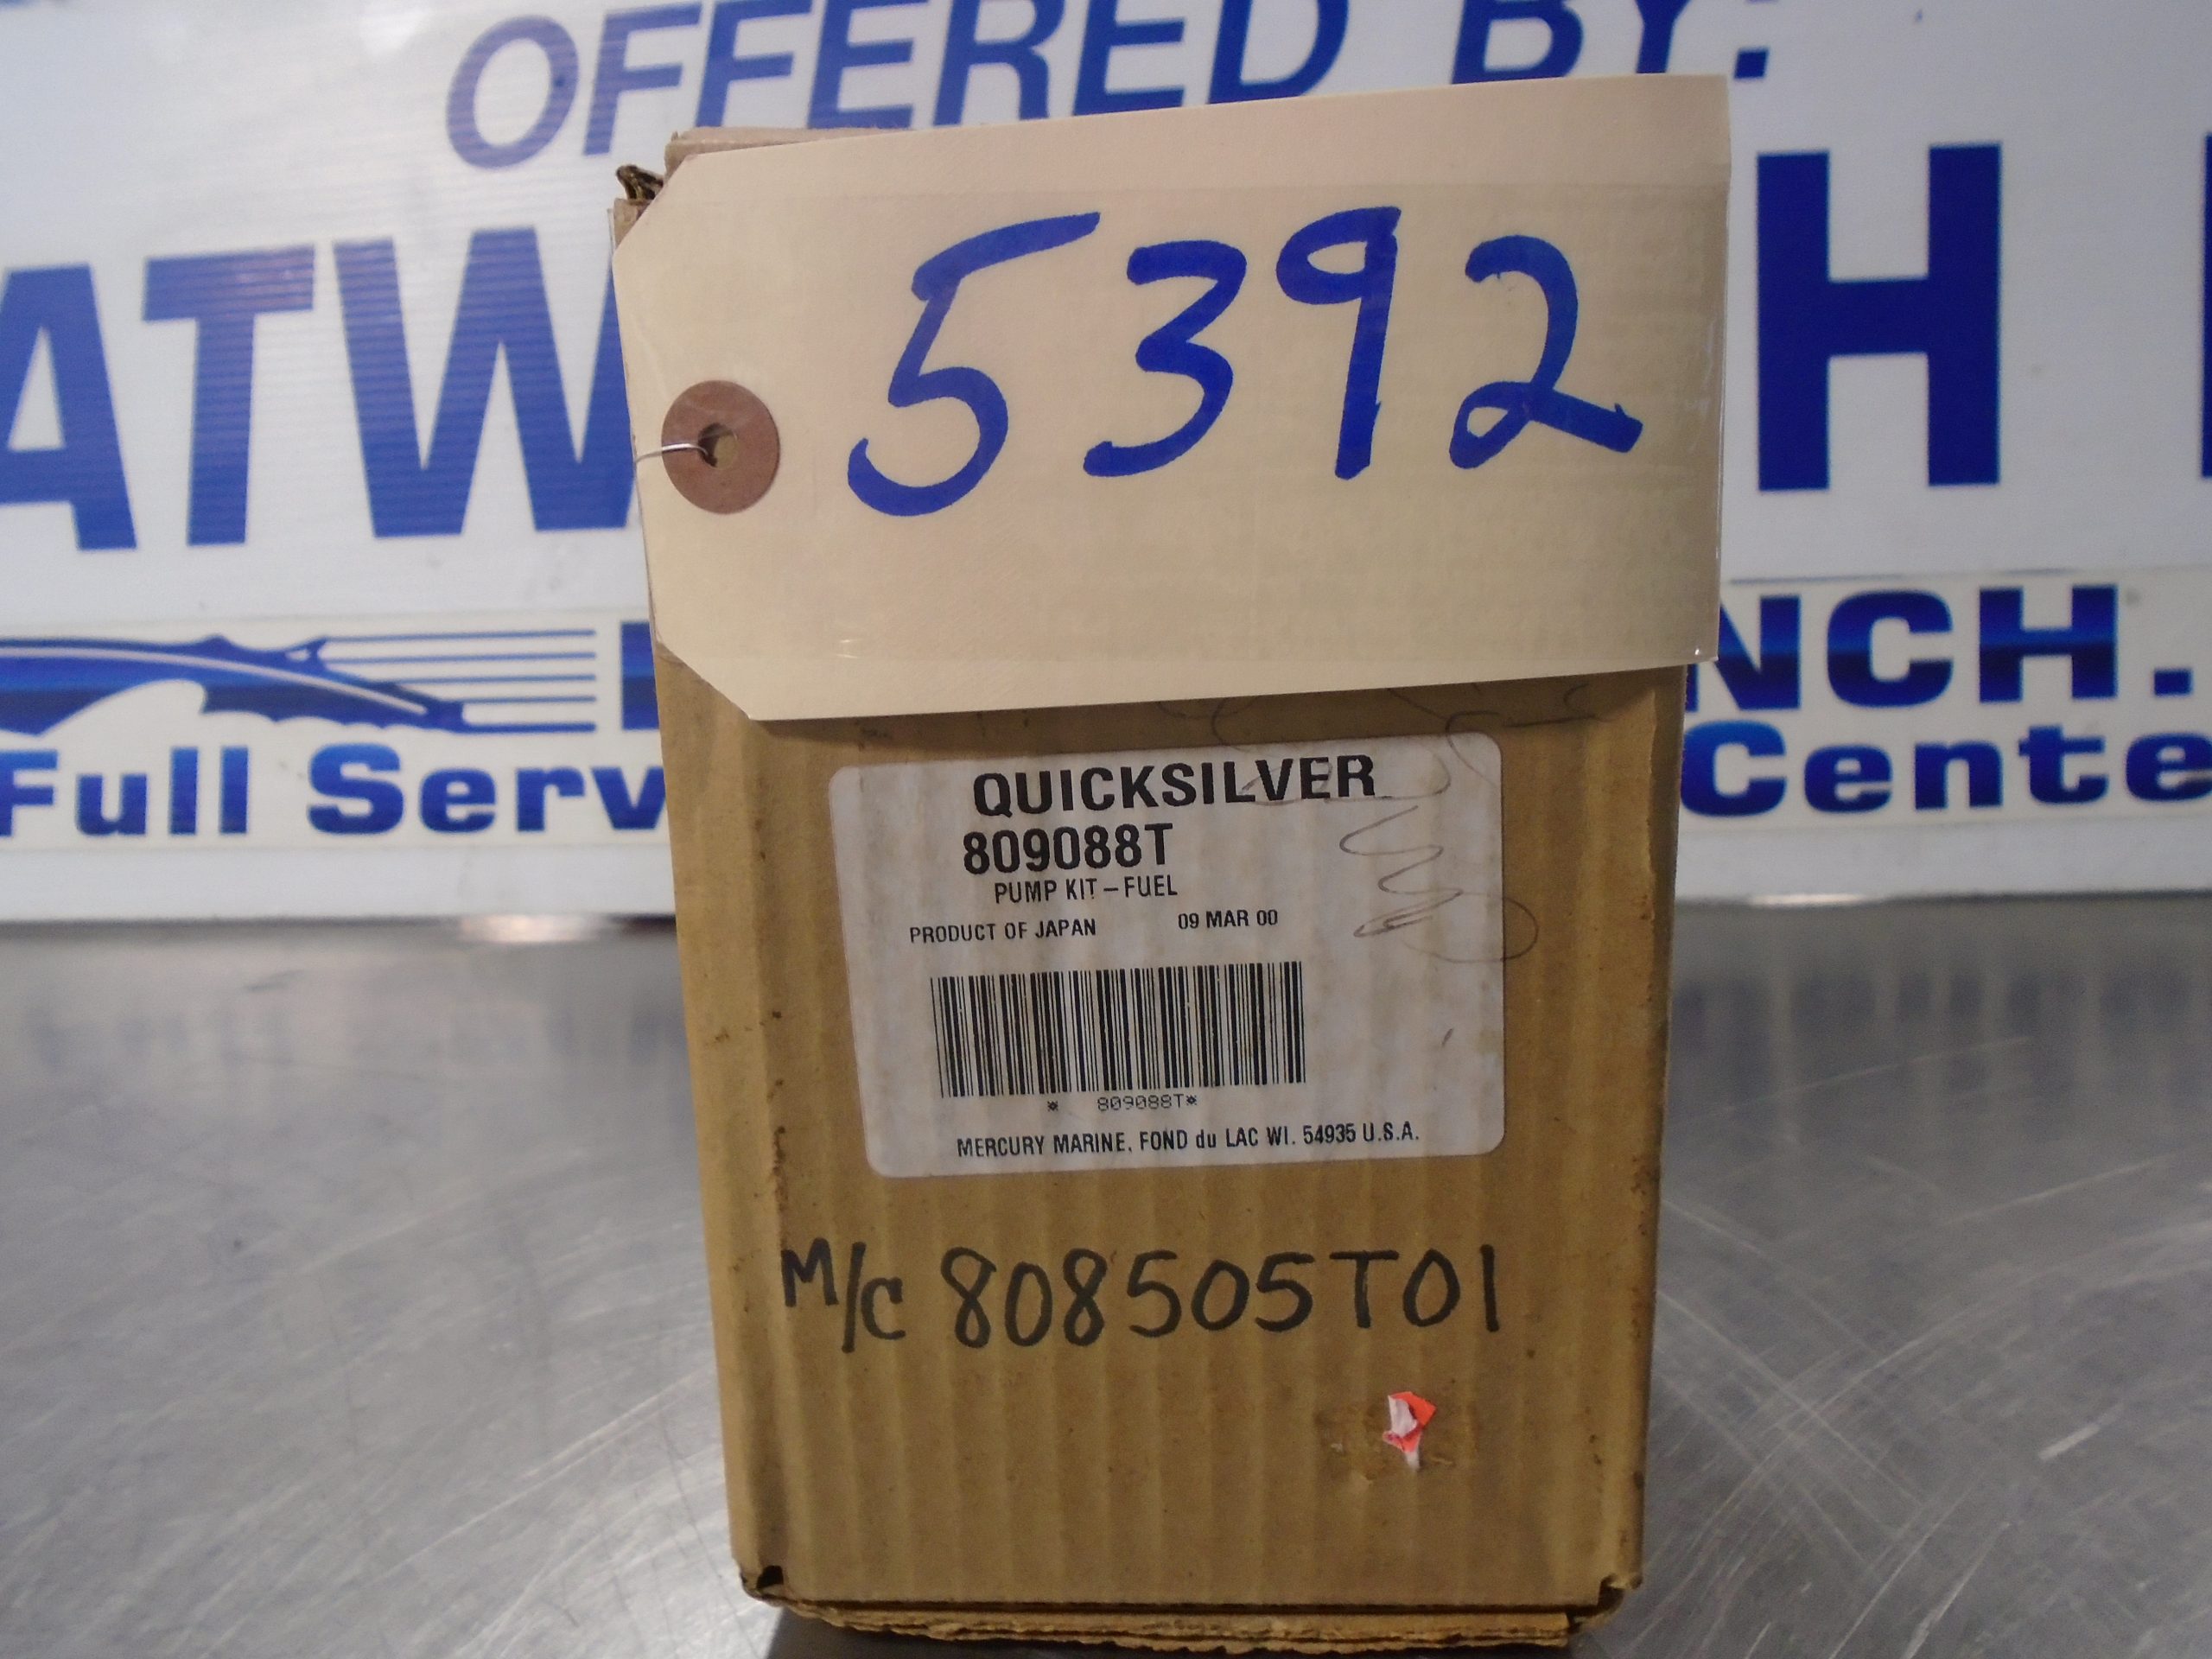 OFFERED BY:
5392
NCH.
Full Serv
Cente
QUICKSILVER
809088T
PUMP KIT – FUEL
PRODUCT OF JAPAN 09 MAR 00
* 809088T*
MERCURY MARINE, FOND du LAC WI. 54935 U.S.A.
M/C 808505T01